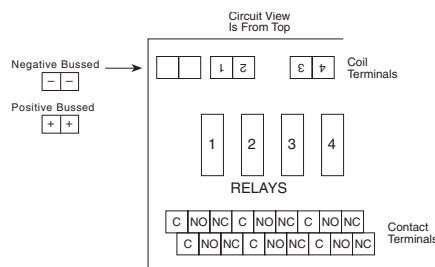 Circuit View
Is From Top
Negative Bussed
− −
Positive Bussed
+ +
1 2 3 4
Coil
Terminals
1 2 3 4
RELAYS
C NO NC C NO NC C NO NC
C NO NC C NO NC C NO NC
Contact
Terminals